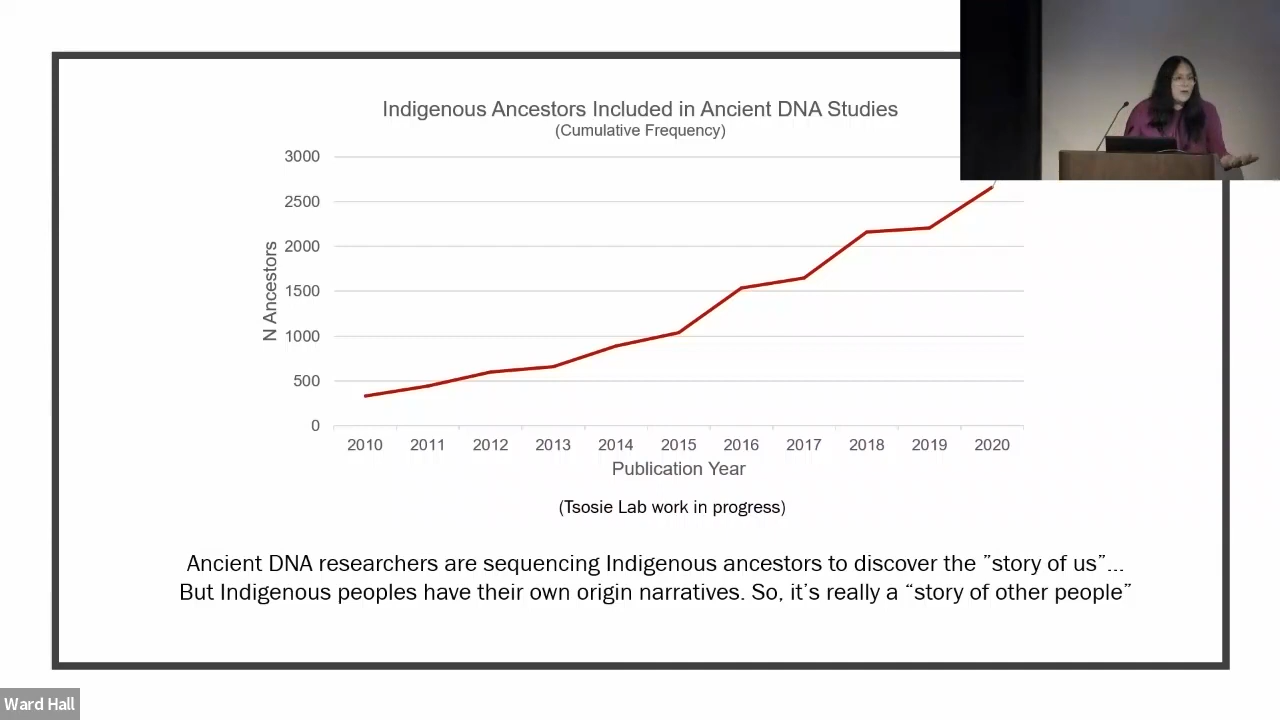 Indigenous Ancestors Included in Ancient DNA Studies
(Cumulative Frequency)
3000
2500
2000
1500
1000
500
0
N Ancestors
2010 2011 2012 2013 2014 2015 2016 2017 2018 2019 2020
Publication Year
(Tsosie Lab work in progress)
Ancient DNA researchers are sequencing Indigenous ancestors to discover the ”story of us”...
But Indigenous peoples have their own origin narratives. So, it’s really a “story of other people”
Ward Hall